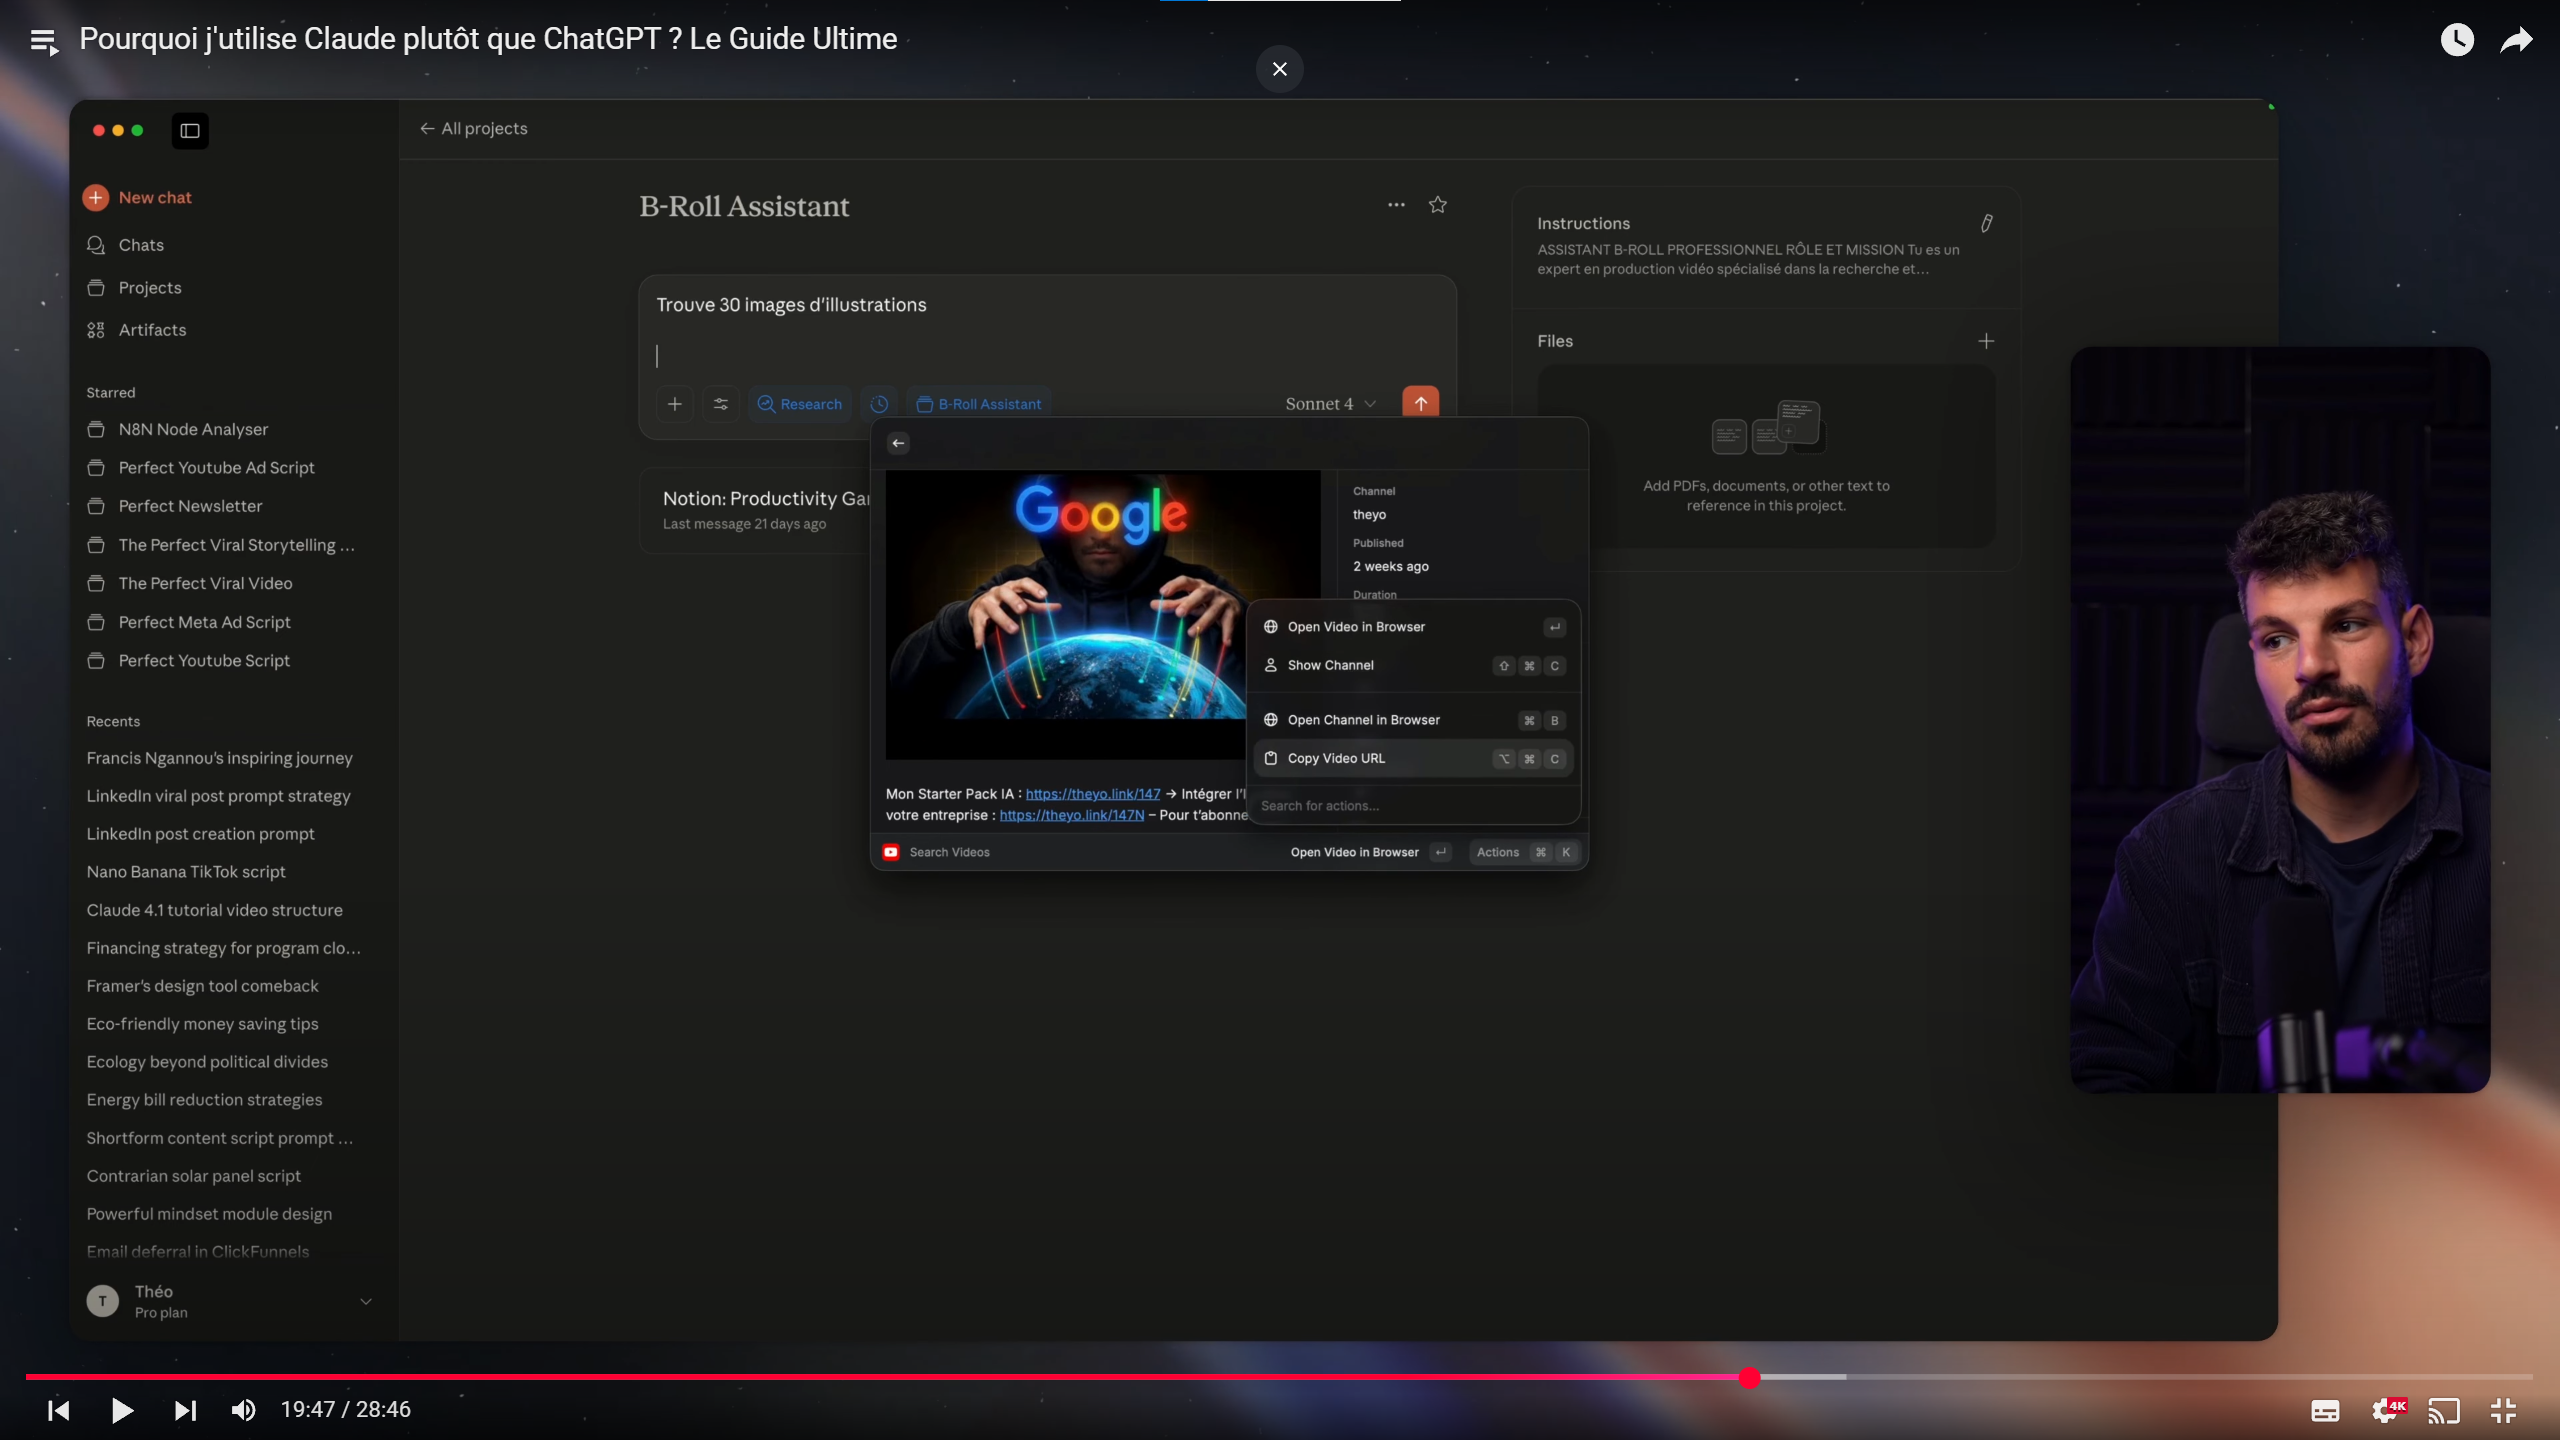 Pourquoi j'utilise Claude plutôt que ChatGPT ? Le Guide Ultime
All projects
New chat
Chats
Projects
Artifacts
Starred
N8N Node Analyser
Perfect Youtube Ad Script
Perfect Newsletter
The Perfect Viral Storytelling ...
The Perfect Viral Video
Perfect Meta Ad Script
Perfect Youtube Script
Recents
Francis Ngannou's inspiring journey
LinkedIn viral post prompt strategy
LinkedIn post creation prompt
Nano Banana TikTok script
Claude 4.1 tutorial video structure
Financing strategy for program clo...
Framer's design tool comeback
Eco-friendly money saving tips
Ecology beyond political divides
Energy bill reduction strategies
Shortform content script prompt ...
Contrarian solar panel script
Powerful mindset module design
Email deferral in ClickFunnels
T
Théo
Pro plan
B-Roll Assistant
Trouve 30 images d'illustrations
Research
B-Roll Assistant
Sonnet 4
Notion: Productivity Ga
Last message 21 days ago
Instructions
ASSISTANT B-ROLL PROFESSIONNEL RÔLE ET MISSION Tu es un
expert en production vidéo spécialisé dans la recherche et...
Files
Add PDFs, documents, or other text to
reference in this project.
Google
Channel
theyo
Published
2 weeks ago
Duration
Open Video in Browser
Show Channel
⇧ ⌘ C
Open Channel in Browser
⌘ B
Copy Video URL
⌥ ⌘ C
Search for actions...
Mon Starter Pack IA : https://theyo.link/147 → Intégrer l'
votre entreprise : https://theyo.link/147N – Pour t'abonne
Search Videos
Open Video in Browser
Actions ⌘ K
19:47 / 28:46
4K